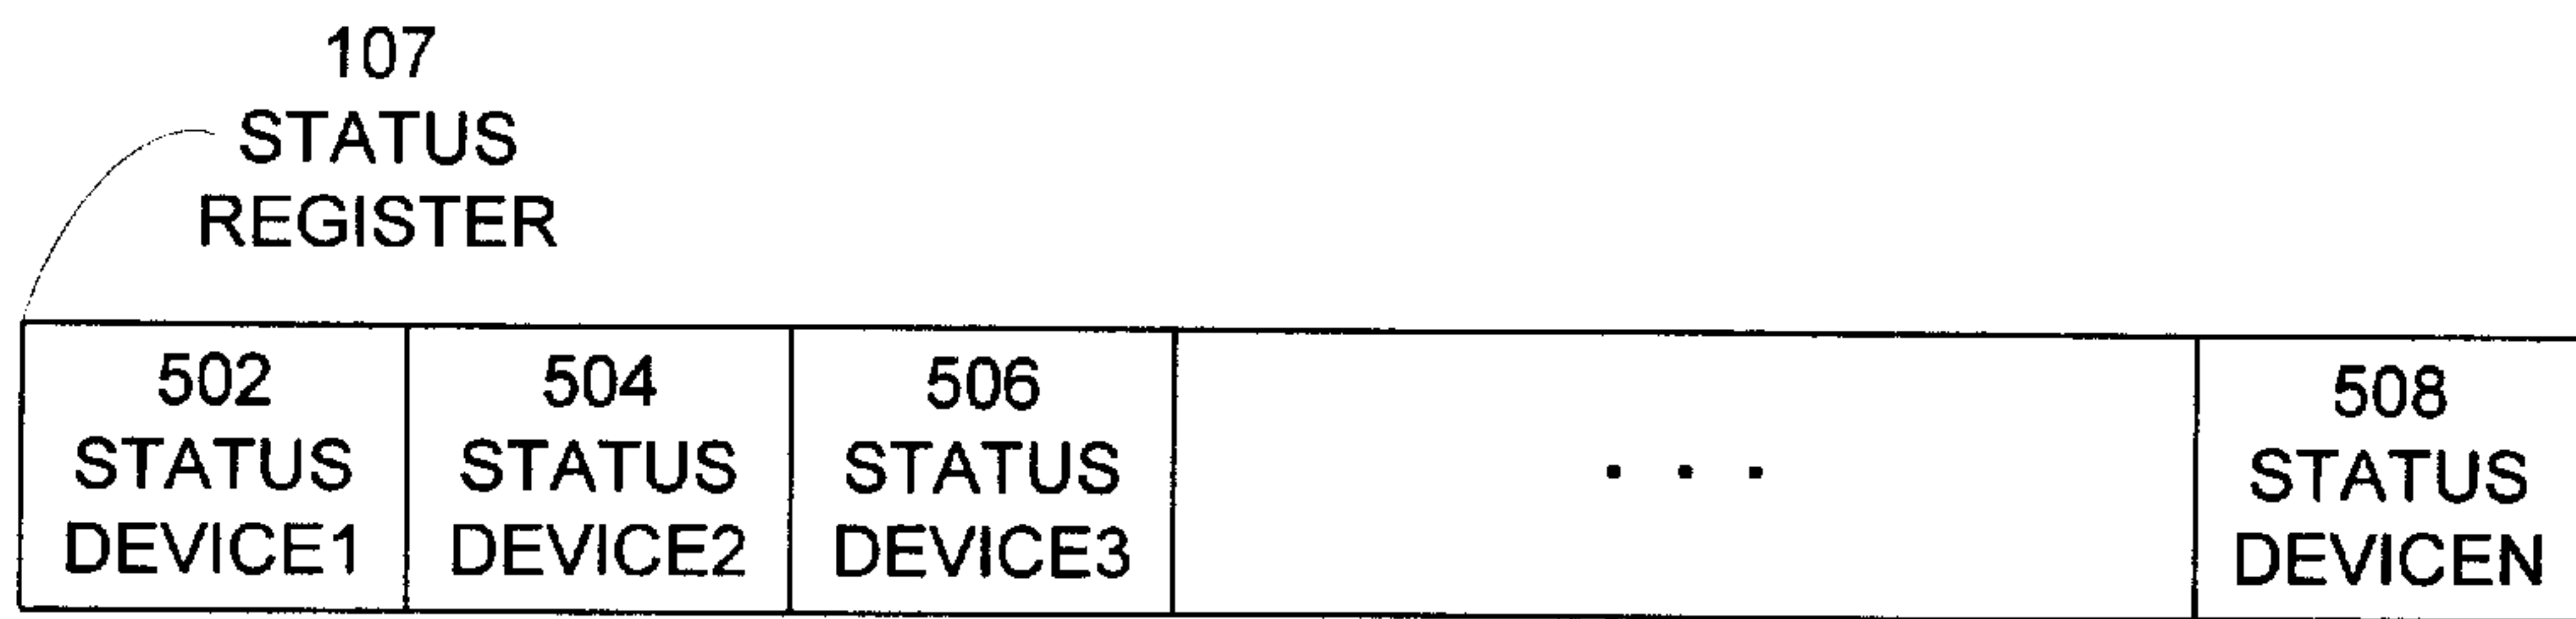 107
STATUS
REGISTER
502
STATUS
DEVICE1
504
STATUS
DEVICE2
506
STATUS
DEVICE3
. . .
508
STATUS
DEVICEN